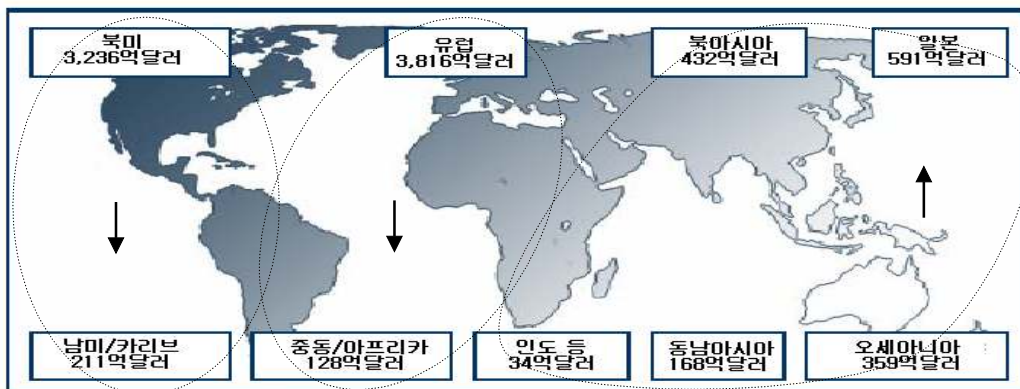 북미
3,236억달러
유럽
3,816억달러
북아시아
432억달러
일본
591억달러
남미/카리브
211억달러
중동/아프리카
128억달러
인도 등
34억달러
동남아시아
168억달러
오세아니아
359억달러